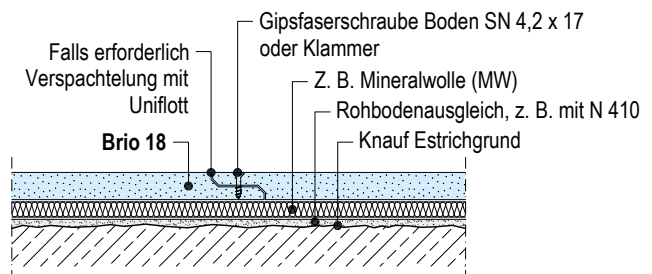 Gipsfaserschraube Boden SN 4,2 x 17
oder Klammer
Falls erforderlich
Verspachtelung mit
Uniflott
Z. B. Mineralwolle (MW)
Rohbodenausgleich, z. B. mit N 410
Brio 18
Knauf Estrichgrund